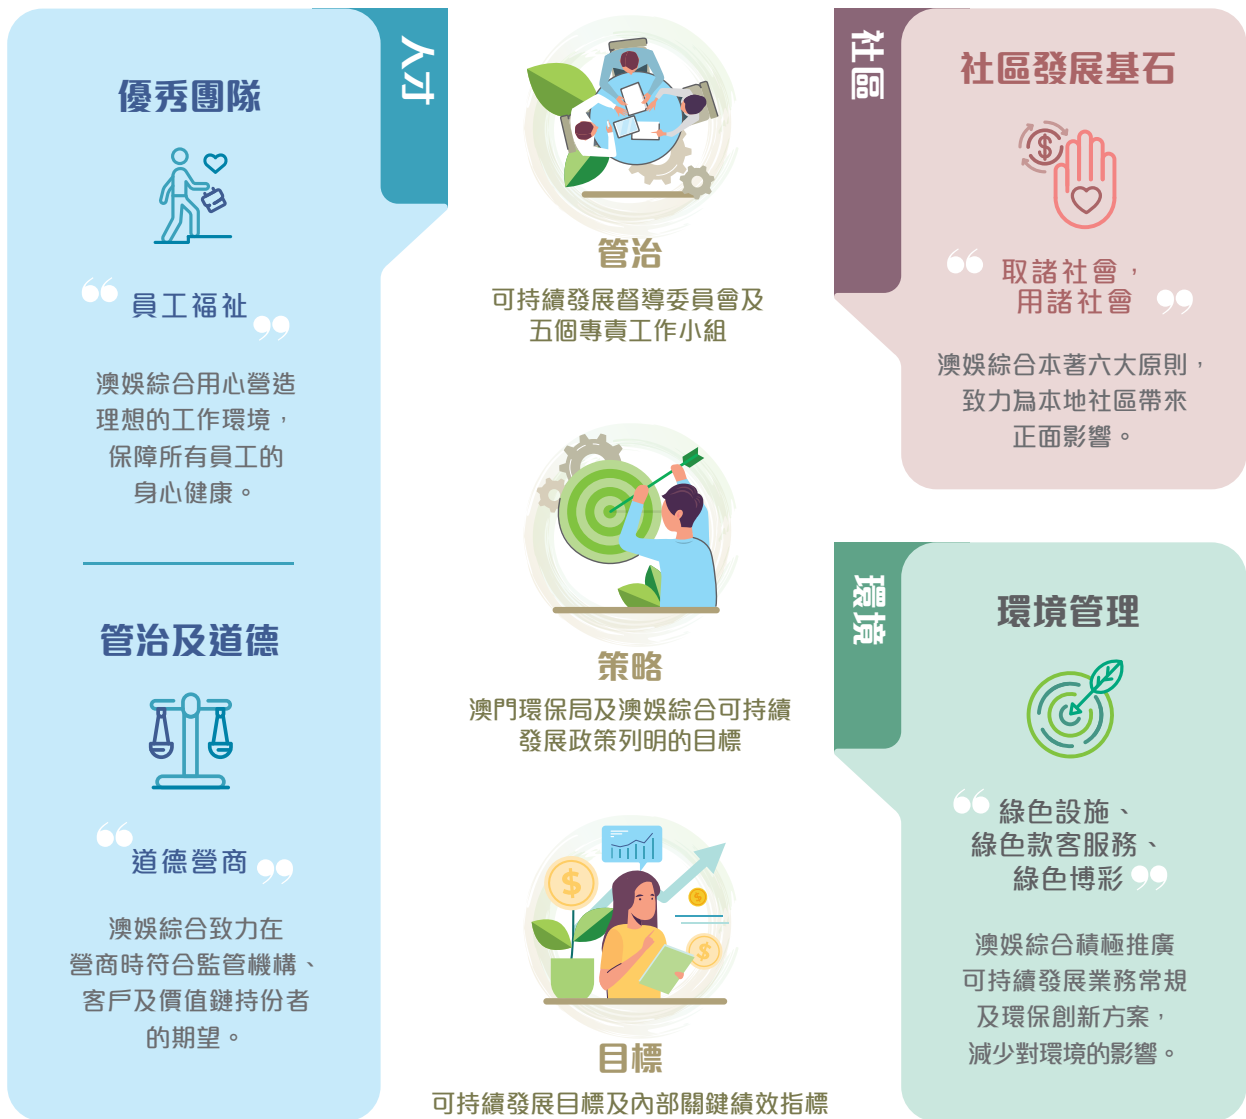 人才
優秀團隊
❝ 員工福祉 ❞
澳娛綜合用心營造
理想的工作環境，
保障所有員工的
身心健康。
管治及道德
❝ 道德營商 ❞
澳娛綜合致力在
營商時符合監管機構、
客戶及價值鏈持份者
的期望。
管治
可持續發展督導委員會及
五個專責工作小組
策略
澳門環保局及澳娛綜合可持續
發展政策列明的目標
目標
可持續發展目標及內部關鍵績效指標
社區
社區發展基石
❝ 取諸社會，
用諸社會 ❞
澳娛綜合本著六大原則，
致力為本地社區帶來
正面影響。
環境
環境管理
❝ 綠色設施、
綠色款客服務、
綠色博彩 ❞
澳娛綜合積極推廣
可持續發展業務常規
及環保創新方案，
減少對環境的影響。